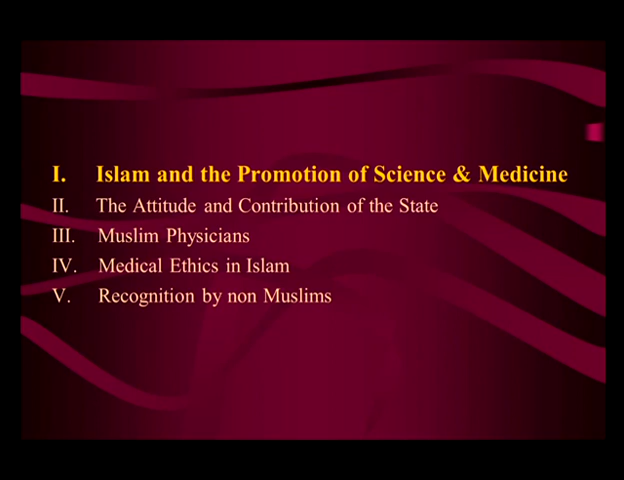 I. Islam and the Promotion of Science & Medicine
II. The Attitude and Contribution of the State
III. Muslim Physicians
IV. Medical Ethics in Islam
V. Recognition by non Muslims